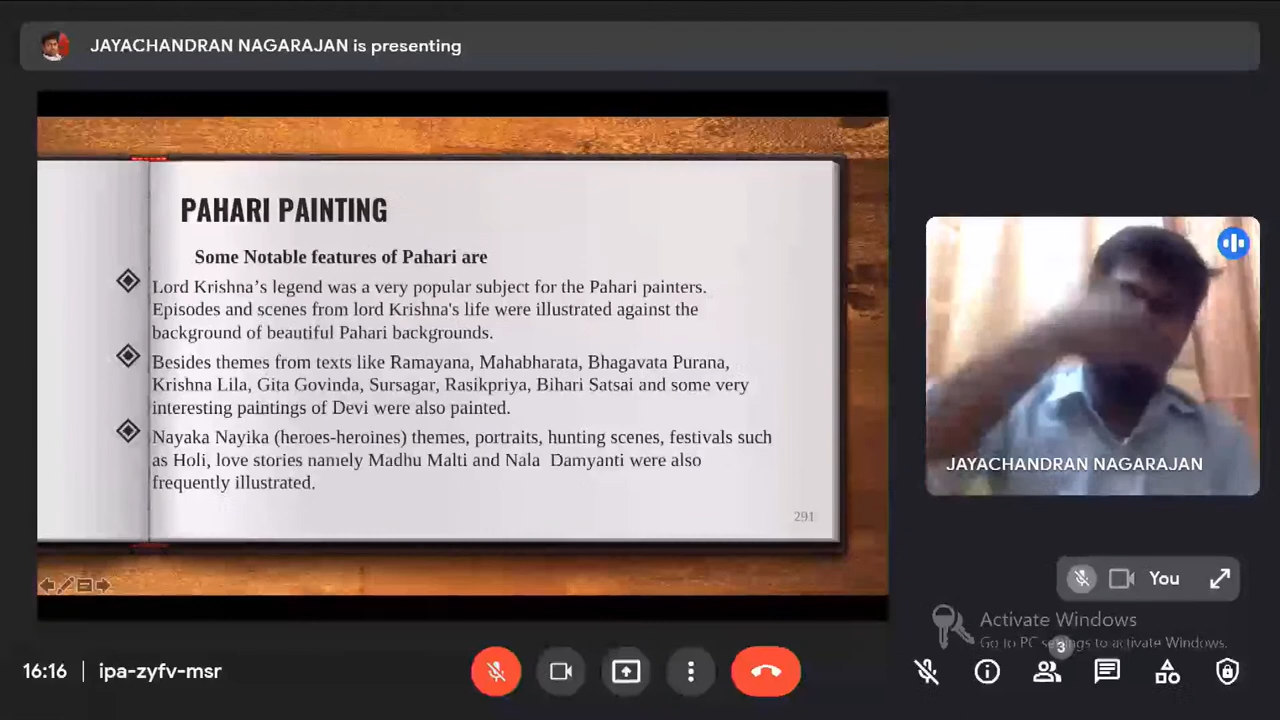 JAYACHANDRAN NAGARAJAN is presenting
PAHARI PAINTING
Some Notable features of Pahari are
Lord Krishna’s legend was a very popular subject for the Pahari painters.
Episodes and scenes from lord Krishna's life were illustrated against the
background of beautiful Pahari backgrounds.
Besides themes from texts like Ramayana, Mahabharata, Bhagavata Purana,
Krishna Lila, Gita Govinda, Sursagar, Rasikpriya, Bihari Satsai and some very
interesting paintings of Devi were also painted.
Nayaka Nayika (heroes-heroines) themes, portraits, hunting scenes, festivals such
as Holi, love stories namely Madhu Malti and Nala  Damyanti were also
frequently illustrated.
291
JAYACHANDRAN NAGARAJAN
You
Activate Windows
Go to PC settings to activate Windows.
3
16:16 | ipa-zyfv-msr